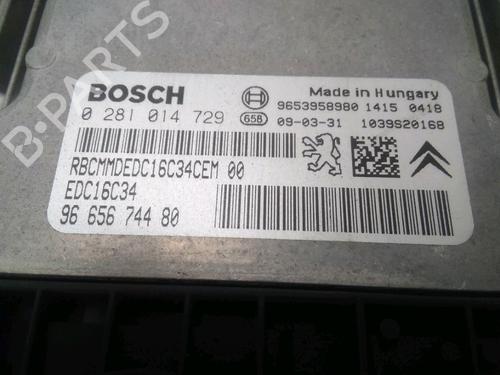 BOSCH
Made in Hungary
9653958980 1415 0418
0 281 014 729 658 09-03-31 1039S20168
RBCMMDEDC16C34CEM 00
EDC16C34
96 656 744 80
B-PARTS